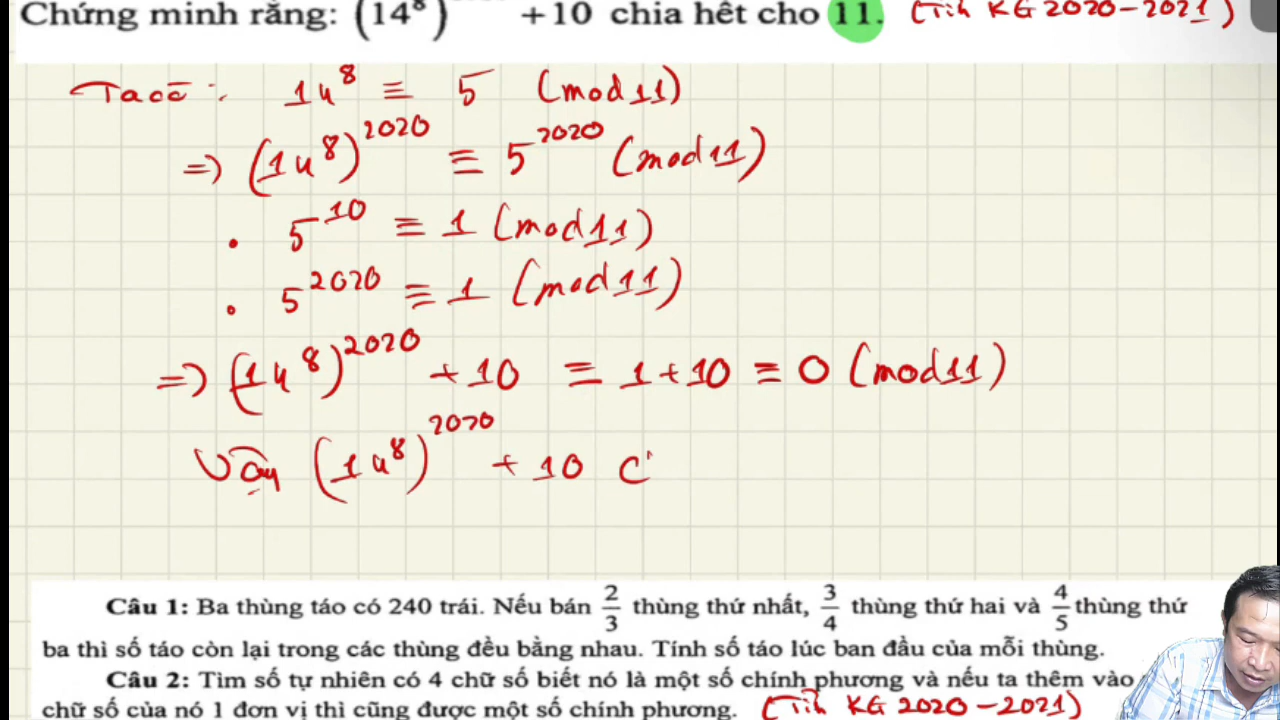 Chứng minh rằng: (14⁸) + 10 chia hết cho 11. (Tỉnh KG 2020-2021)
Ta có: 14⁸ ≡ 5 (mod 11)
=> (14⁸)²⁰²⁰ ≡ 5²⁰²⁰ (mod 11)
. 5¹⁰ ≡ 1 (mod 11)
. 5²⁰²⁰ ≡ 1 (mod 11)
=> (14⁸)²⁰²⁰ + 10 ≡ 1 + 10 ≡ 0 (mod 11)
Vậy (14⁸)²⁰²⁰ + 10 c
Câu 1: Ba thùng táo có 240 trái. Nếu bán 2/3 thùng thứ nhất, 3/4 thùng thứ hai và 4/5 thùng thứ
ba thì số táo còn lại trong các thùng đều bằng nhau. Tính số táo lúc ban đầu của mỗi thùng.
Câu 2: Tìm số tự nhiên có 4 chữ số biết nó là một số chính phương và nếu ta thêm vào
chữ số của nó 1 đơn vị thì cũng được một số chính phương. (Tỉnh KG 2020-2021)